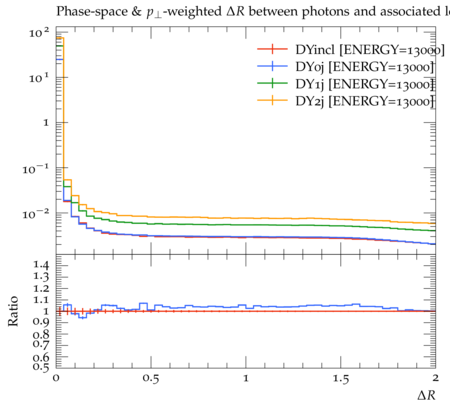 Phase-space & p⊥-weighted ΔR between photons and associated le
10²
10¹
1
10⁻¹
10⁻²
DYincl [ENERGY=13000]
DY0j [ENERGY=13000]
DY1j [ENERGY=13000]
DY2j [ENERGY=13000]
Ratio
1.4
1.3
1.2
1.1
1
0.9
0.8
0.7
0.6
0.5
0 0.5 1 1.5 2
ΔR